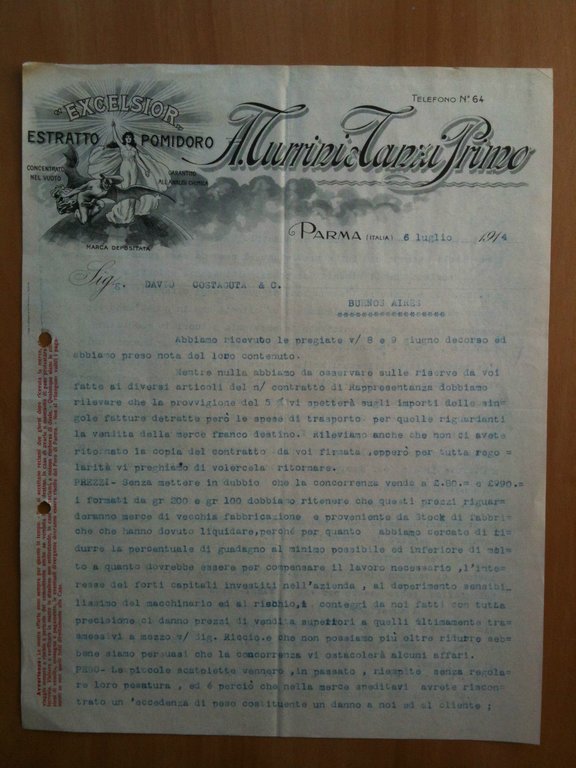 "EXCELSIOR"
ESTRATTO POMIDORO
CONCENTRATO
NEL VUOTO
GARANTITO
ALL'ANALISI CHIMICA
MARCA DEPOSITATA
TELEFONO Nº 64
A. Turrini & Tanzi Primo
PARMA (ITALIA) 6 luglio 1914
Sig g. DAVID COSTAGUTA & C.
BUENOS AIRES
Abbiamo ricevuto le pregiate v/ 8 e 9 giugno decorso ed
abbiamo preso nota del loro contenuto.
Mentre nulla abbiamo da osservare sulle riserve da voi
fatte ai diversi articoli del n/ contratto di Rappresentanza dobbiamo
rilevare che la provvigione del 5 % vi spetterà sugli importi delle sin-
gole fatture detratte però le spese di trasporto per quelle riguardanti
la vendita della merce franco destino. Rileviamo anche che non ci avete
ritornato la copia del contratto da voi firmata , epperò per tutta rego
larità vi preghiamo di volercela ritornare.
PREZZI- Senza mettere in dubbio che la concorrenza venda a £.80.= e £.90.=
i formati da gr 200 e gr 100 dobbiamo ritenere che questi prezzi riguar-
deranno merce di vecchia fabbricazione e proveniente da Stock di fabbri-
che che hanno dovuto liquidare, perchè per quanto abbiamo cercato di ri-
durre la percentuale di guadagno al minimo possibile ed inferiore di mol-
to a quanto dovrebbe essere per compensare il lavoro necessario ,l'inte-
resse dei forti capitali investiti nell'azienda , al deperimento sensibi-
lissimo del macchinario ed al rischio, i conteggi da noi fatti con tutta
precisione ci danno prezzi di vendita superiori a quelli ultimamente tra-
smessivi a mezzo v/ Sig. Riccio.e che non possiamo più oltre ridurre seb-
bene siamo persuasi che la concorrenza vi ostacolerà alcuni affari.
PESO- Le piccole scatolette vennero ,in passato , riempite senza regola-
re loro pesatura , ed é perciò che nella merce speditavi avrete riscon-
trato un 'eccedenza di peso costituente un danno a noi ed al cliente ;